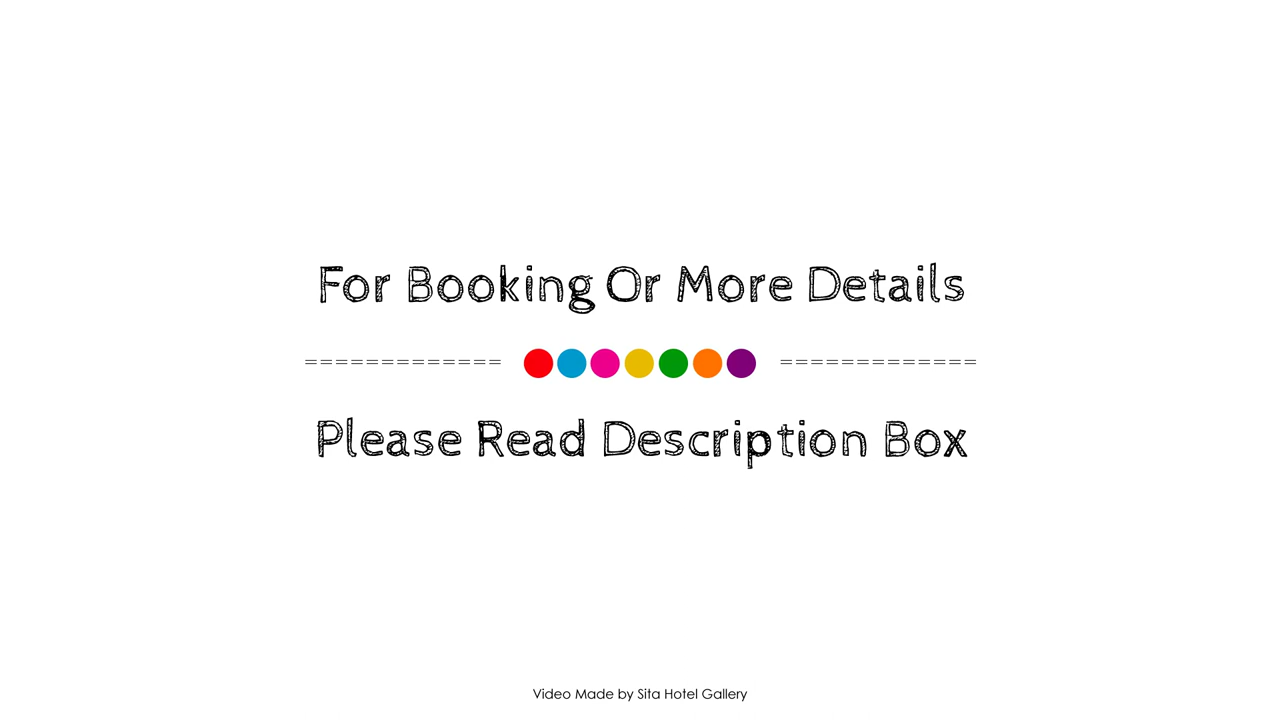 For Booking Or More Details
============= =============
Please Read Description Box
Video Made by Sita Hotel Gallery